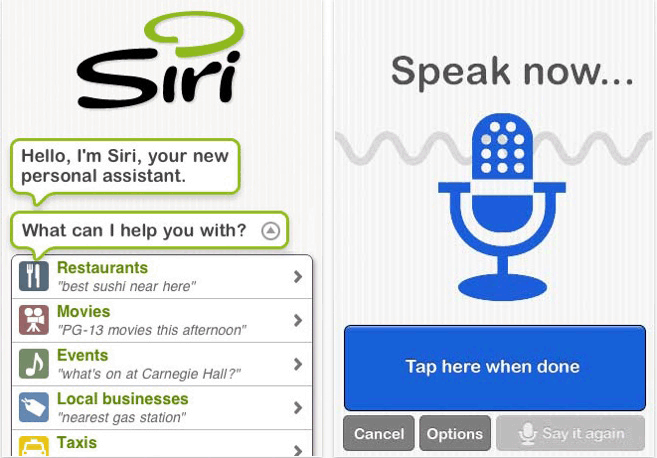 Siri
Hello, I'm Siri, your new
personal assistant.
What can I help you with?
Restaurants
"best sushi near here"
Movies
"PG-13 movies this afternoon"
Events
"what's on at Carnegie Hall?"
Local businesses
"nearest gas station"
Taxis
Speak now...
Tap here when done
Cancel
Options
Say it again